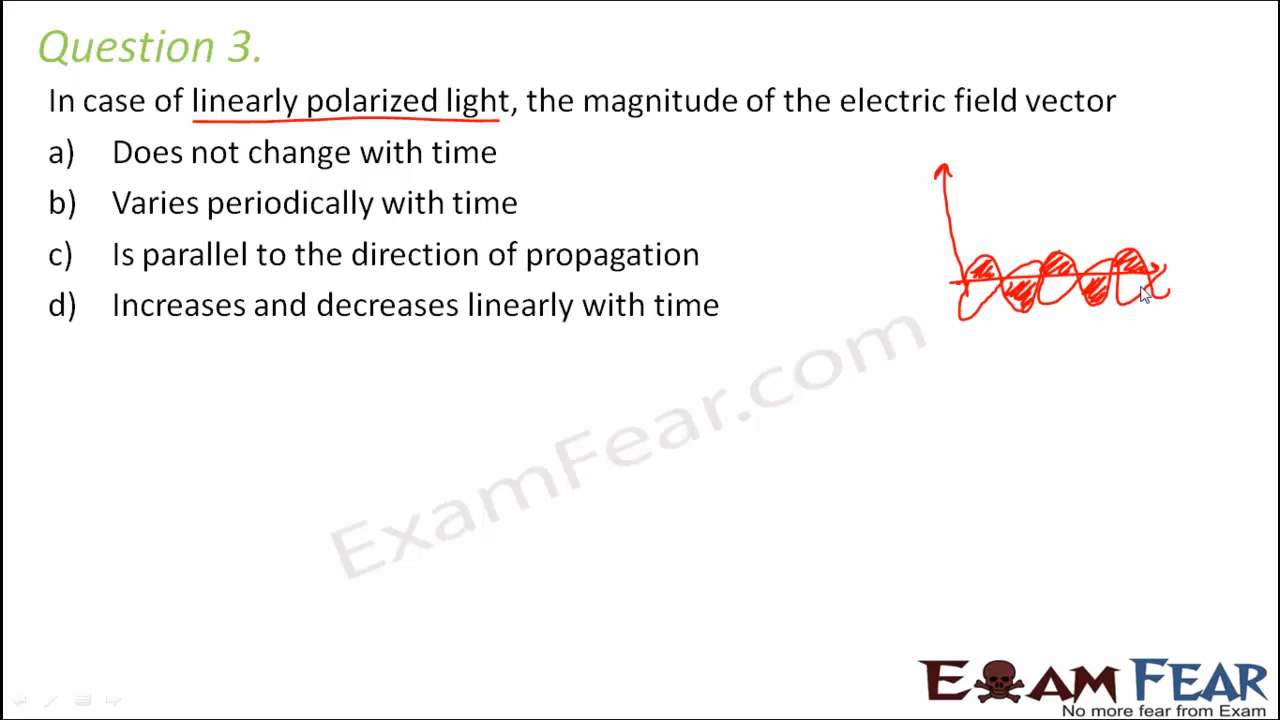 Question 3.
In case of linearly polarized light, the magnitude of the electric field vector
a) Does not change with time
b) Varies periodically with time
c) Is parallel to the direction of propagation
d) Increases and decreases linearly with time
ExamFear.com
EXAM FEAR
No more fear from Exam